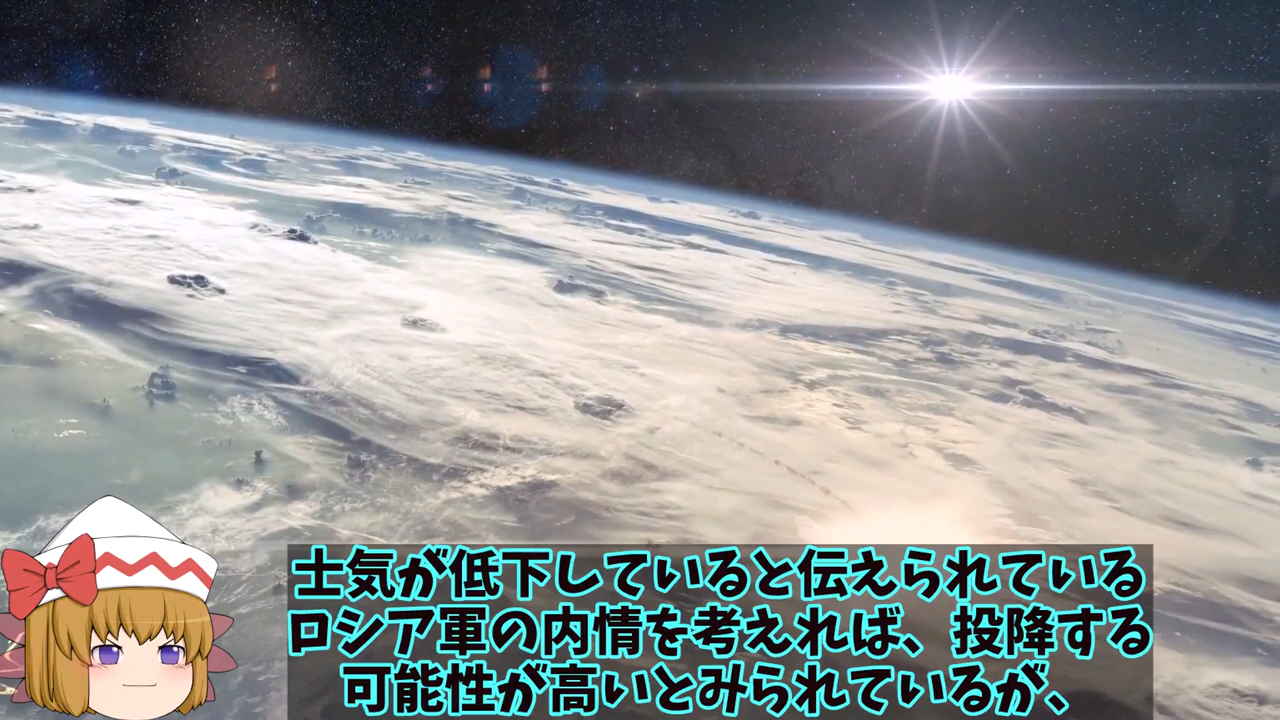 士気が低下していると伝えられている
ロシア軍の内情を考えれば、投降する
可能性が高いとみられているが、